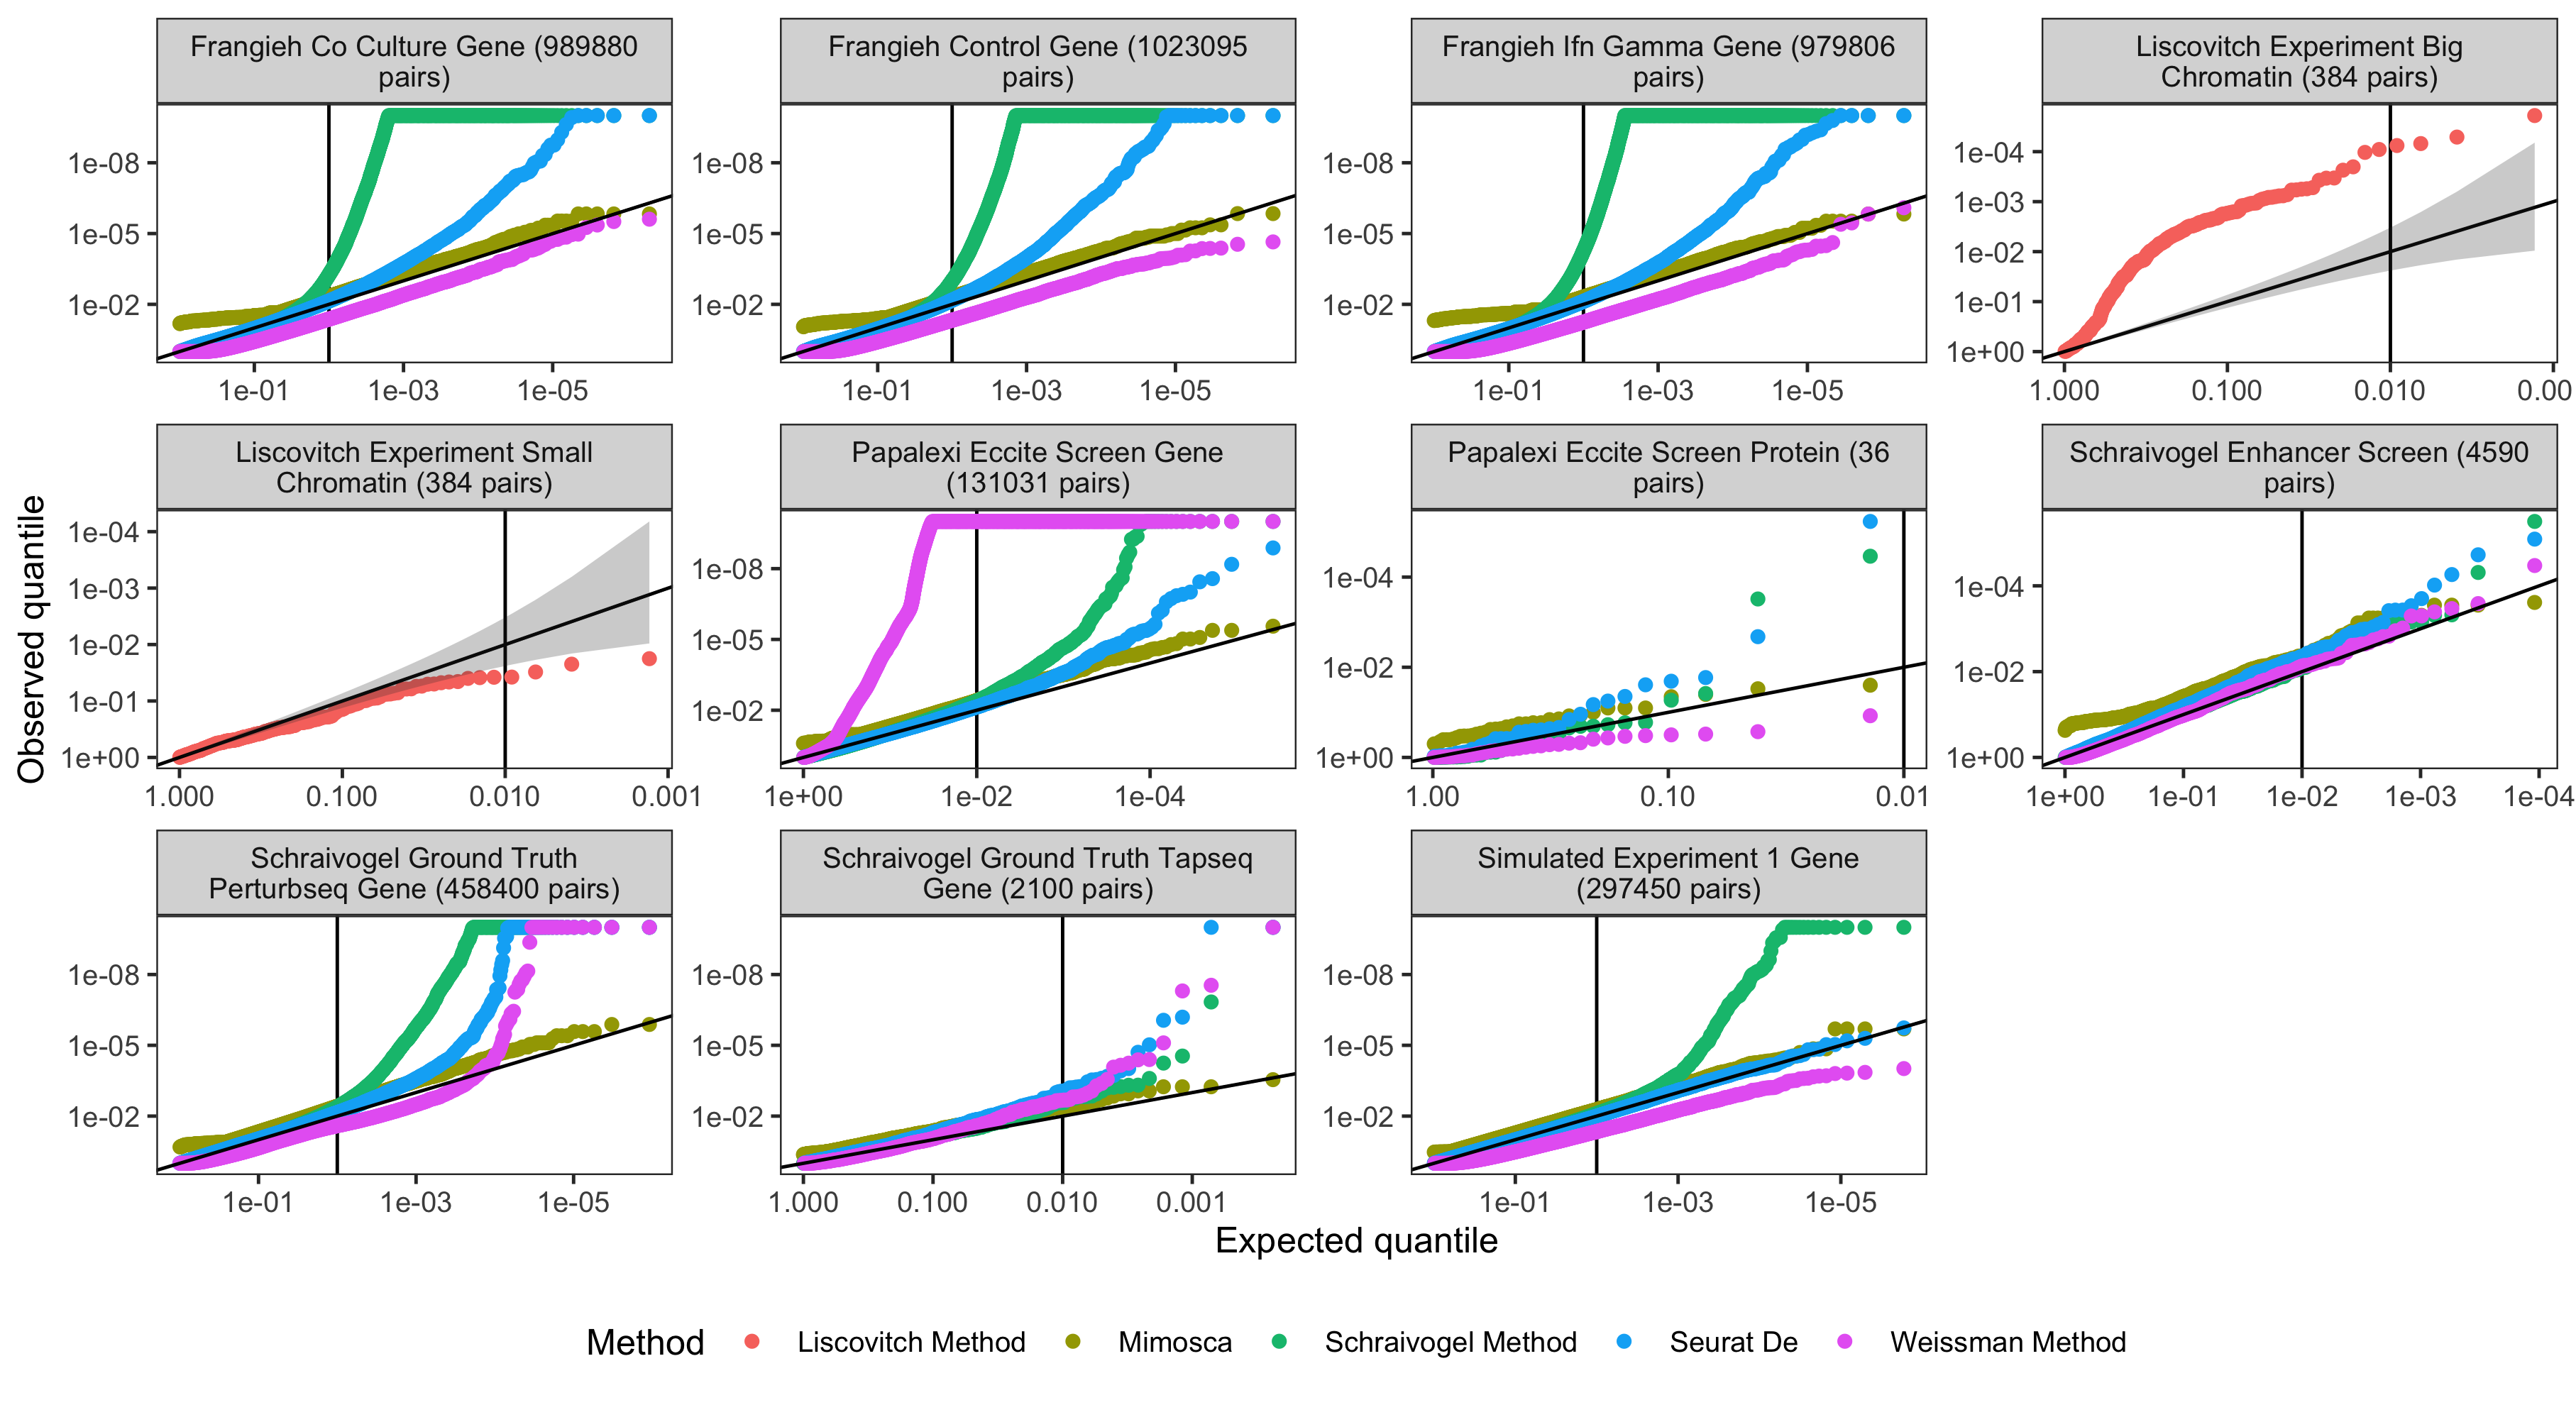 Frangieh Co Culture Gene (989880
pairs)
Frangieh Control Gene (1023095
pairs)
Frangieh Ifn Gamma Gene (979806
pairs)
Liscovitch Experiment Big
Chromatin (384 pairs)
1e-08
1e-05
1e-02
1e-01
1e-03
1e-05
1e-08
1e-05
1e-02
1e-01
1e-03
1e-05
1e-08
1e-05
1e-02
1e-01
1e-03
1e-05
1e-04
1e-03
1e-02
1e-01
1e+00
1.000
0.100
0.010
0.00
Liscovitch Experiment Small
Chromatin (384 pairs)
Papalexi Eccite Screen Gene
(131031 pairs)
Papalexi Eccite Screen Protein (36
pairs)
Schraivogel Enhancer Screen (4590
pairs)
1e-04
1e-03
1e-02
1e-01
1e+00
1.000
0.100
0.010
0.001
1e-08
1e-05
1e-02
1e+00
1e-02
1e-04
1e-04
1e-02
1e+00
1.00
0.10
0.01
1e-04
1e-02
1e+00
1e+00
1e-01
1e-02
1e-03
1e-04
Schraivogel Ground Truth
Perturbseq Gene (458400 pairs)
Schraivogel Ground Truth Tapseq
Gene (2100 pairs)
Simulated Experiment 1 Gene
(297450 pairs)
1e-08
1e-05
1e-02
1e-01
1e-03
1e-05
1e-08
1e-05
1e-02
1.000
0.100
0.010
0.001
1e-08
1e-05
1e-02
1e-01
1e-03
1e-05
Observed quantile
Expected quantile
Method
Liscovitch Method
Mimosca
Schraivogel Method
Seurat De
Weissman Method